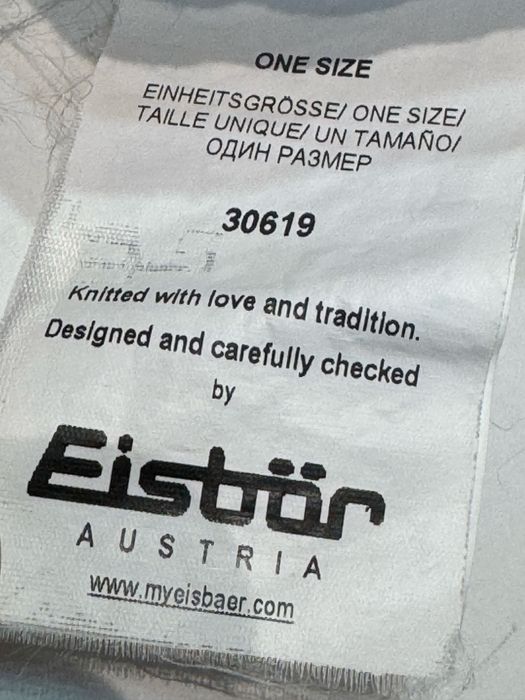 ONE SIZE
EINHEITSGRÖSSE/ ONE SIZE/
TAILLE UNIQUE/ UN TAMAÑO/
ОДИН РАЗМЕР
30619
Knitted with love and tradition.
Designed and carefully checked
by
Eisbär
AUSTRIA
www.myeisbaer.com